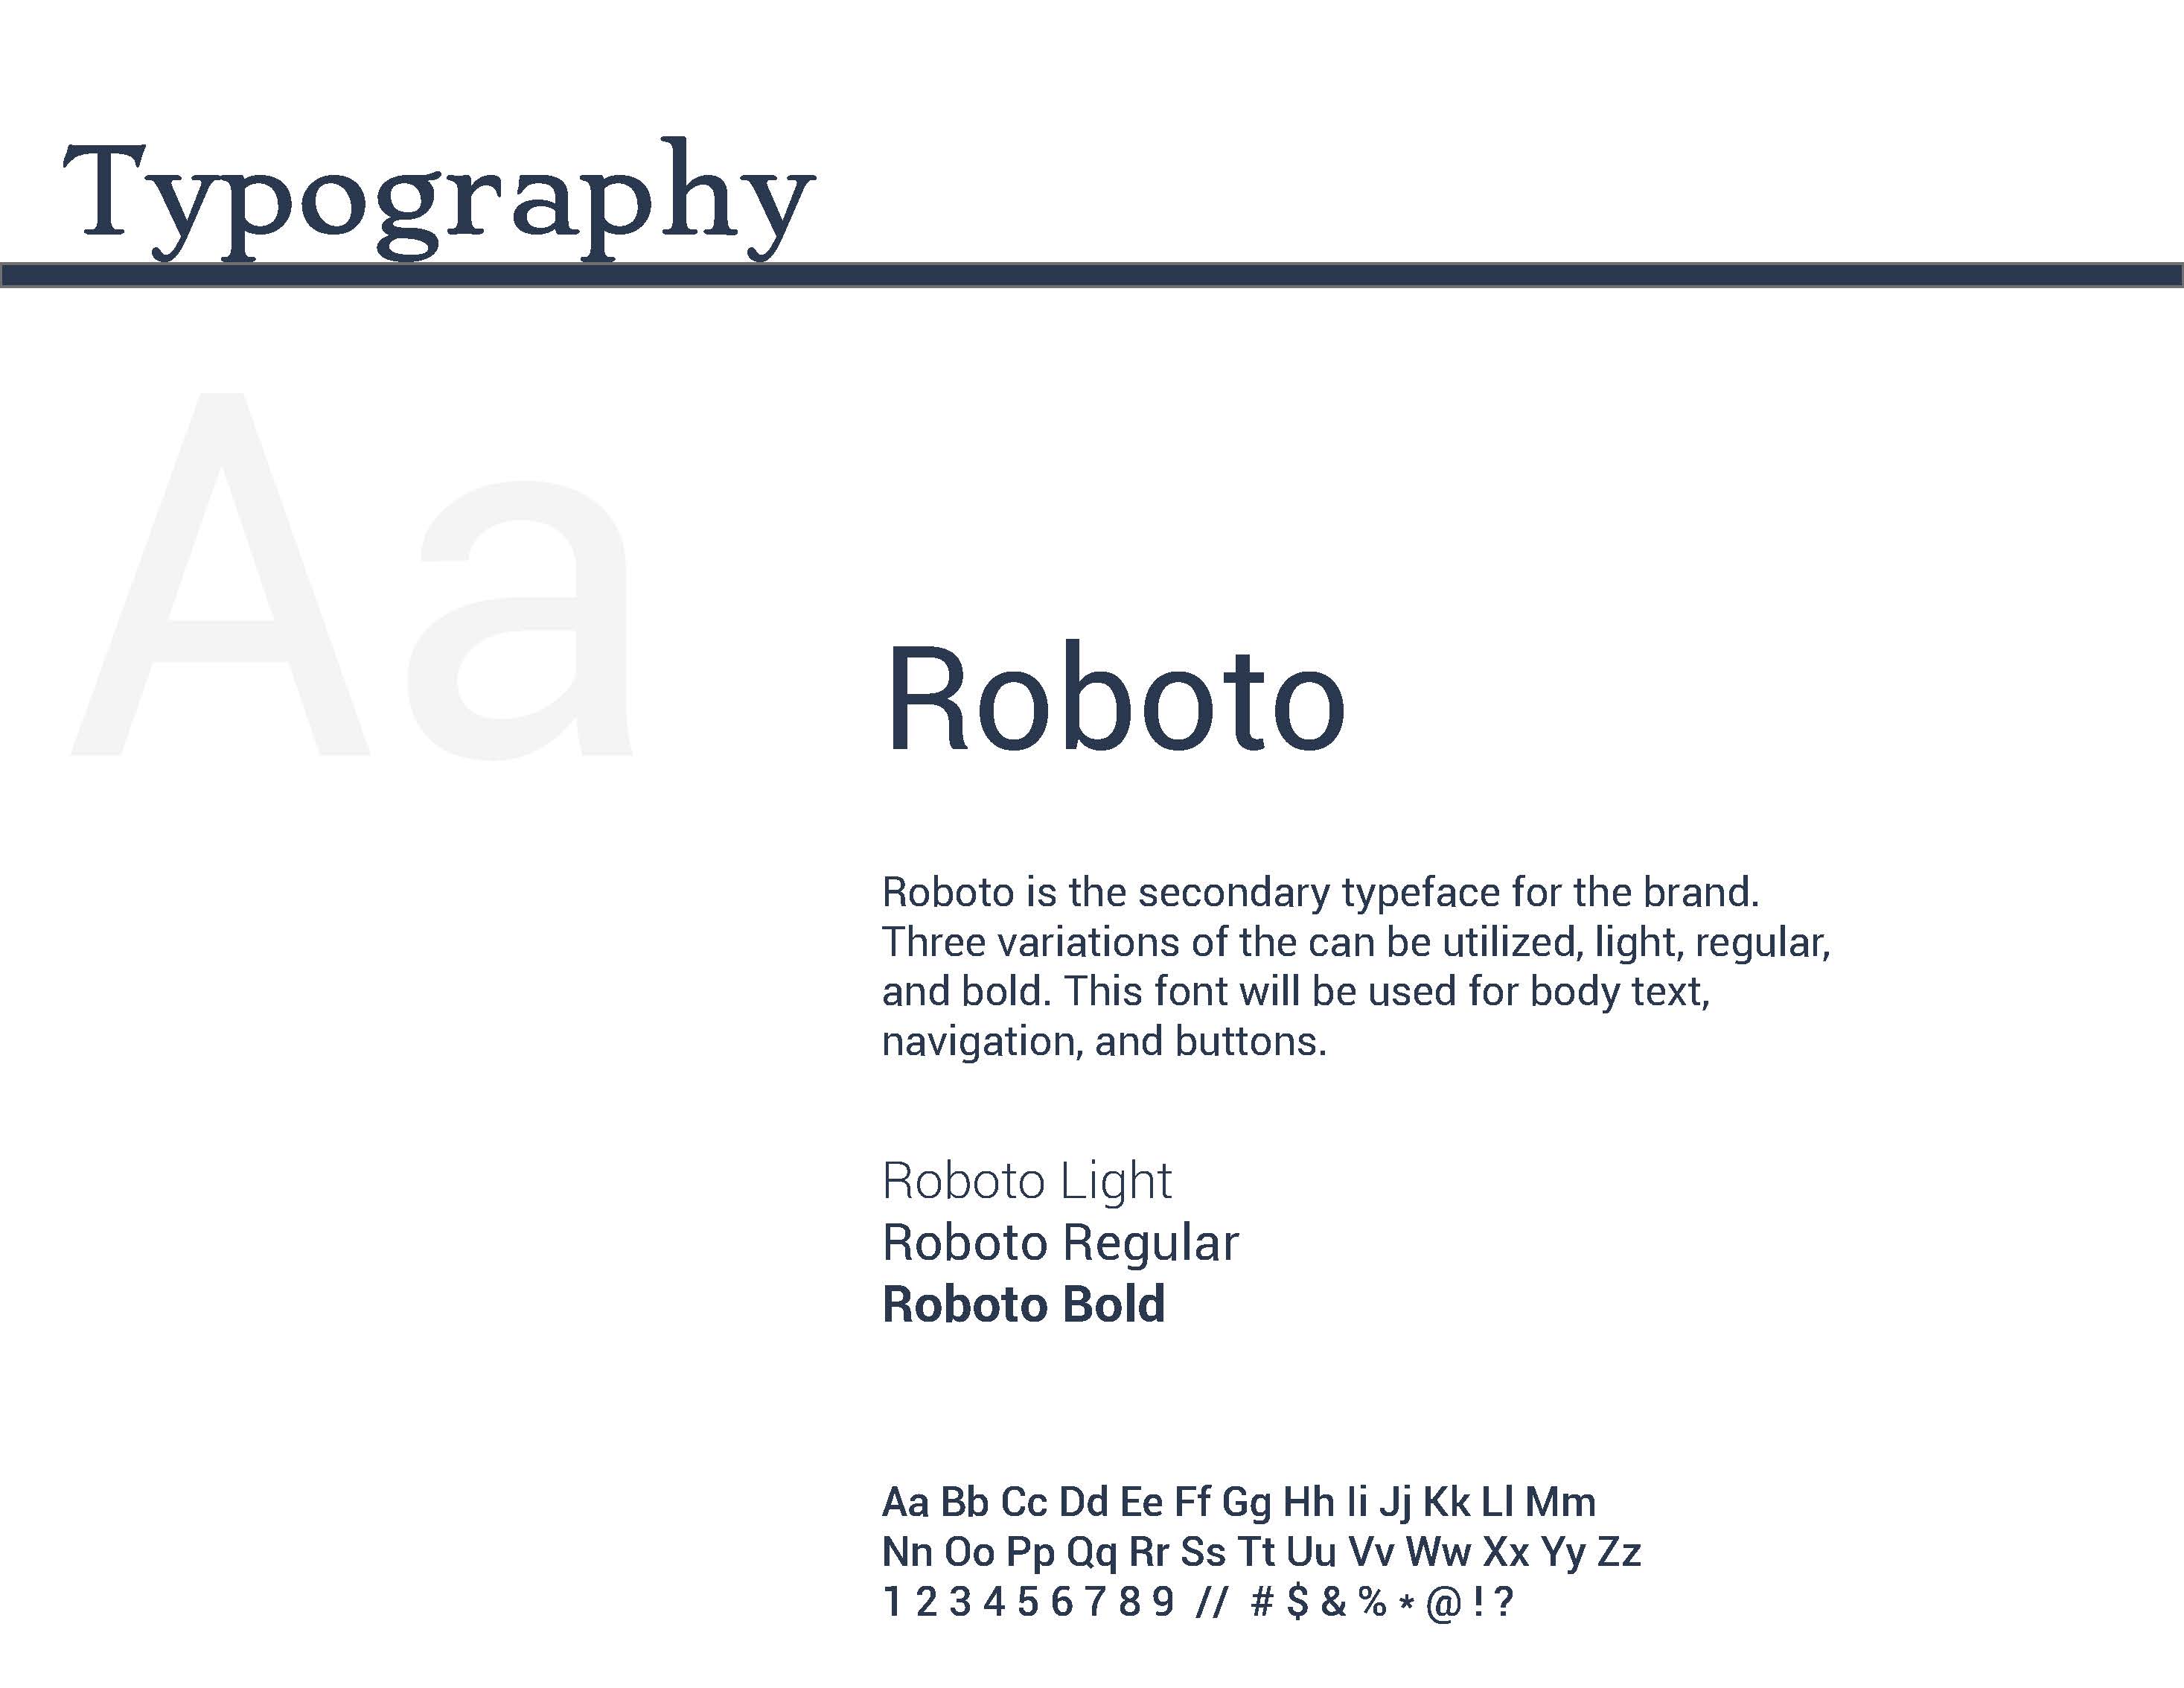 Typography
Aa
Roboto
Roboto is the secondary typeface for the brand.
Three variations of the can be utilized, light, regular,
and bold. This font will be used for body text,
navigation, and buttons.
Roboto Light
Roboto Regular
Roboto Bold
Aa Bb Cc Dd Ee Ff Gg Hh Ii Jj Kk Ll Mm
Nn Oo Pp Qq Rr Ss Tt Uu Vv Ww Xx Yy Zz
1 2 3 4 5 6 7 8 9 // # $ & % * @ ! ?